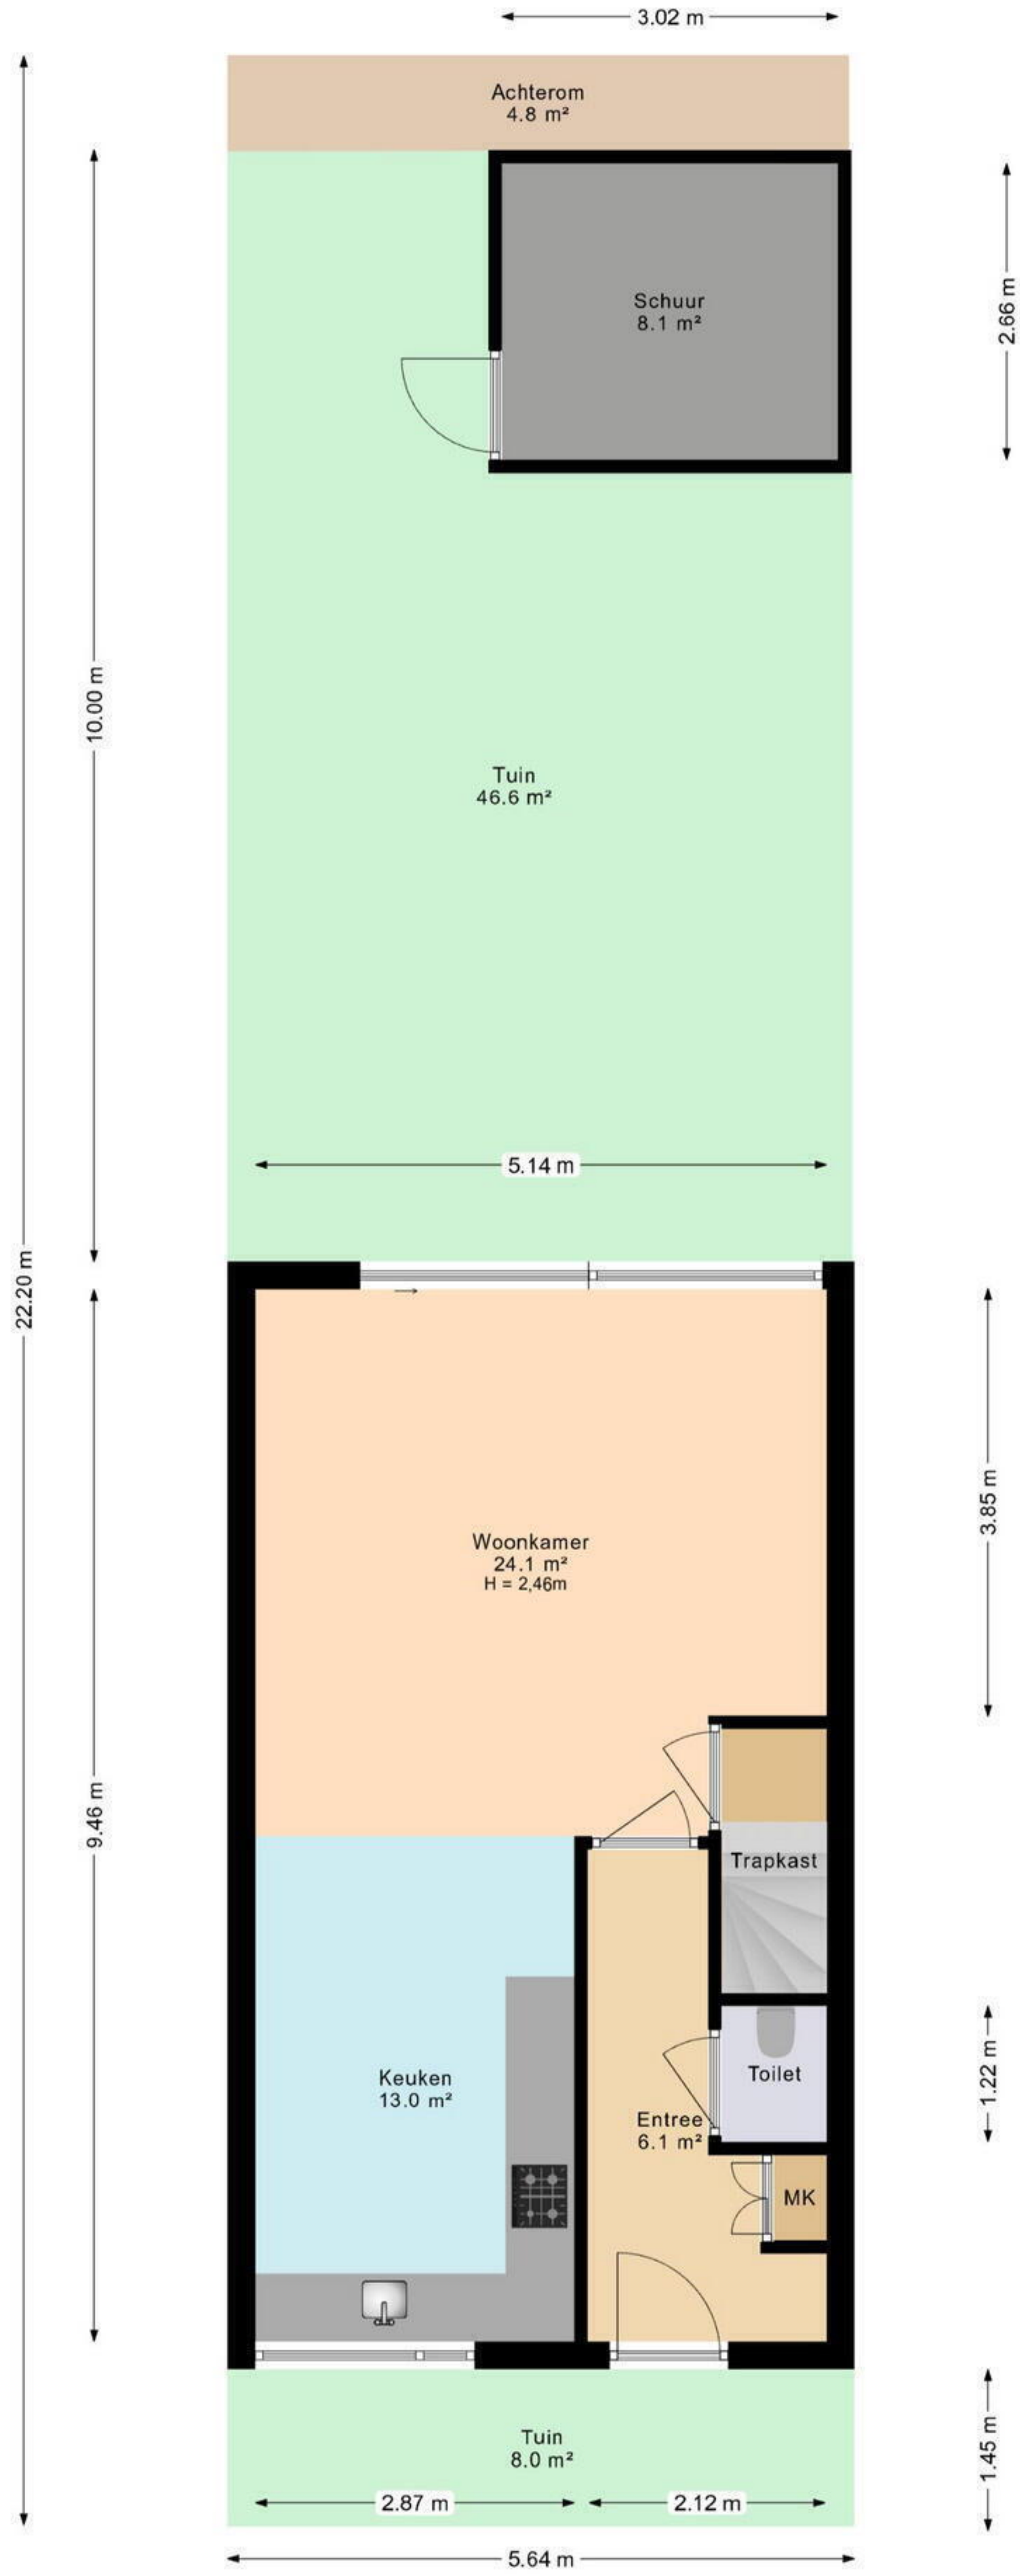 3.02 m
Achterom
4.8 m²
Schuur
8.1 m²
2.66 m
10.00 m
Tuin
46.6 m²
5.14 m
22.20 m
Woonkamer
24.1 m²
H = 2,46m
3.85 m
9.46 m
Trapkast
Toilet
1.22 m
Keuken
13.0 m²
Entree
6.1 m²
MK
Tuin
8.0 m²
1.45 m
2.87 m
2.12 m
5.64 m